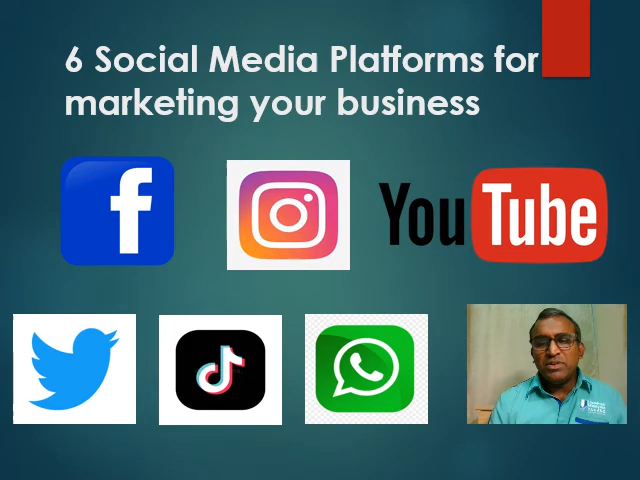 6 Social Media Platforms for
marketing your business
f
YouTube